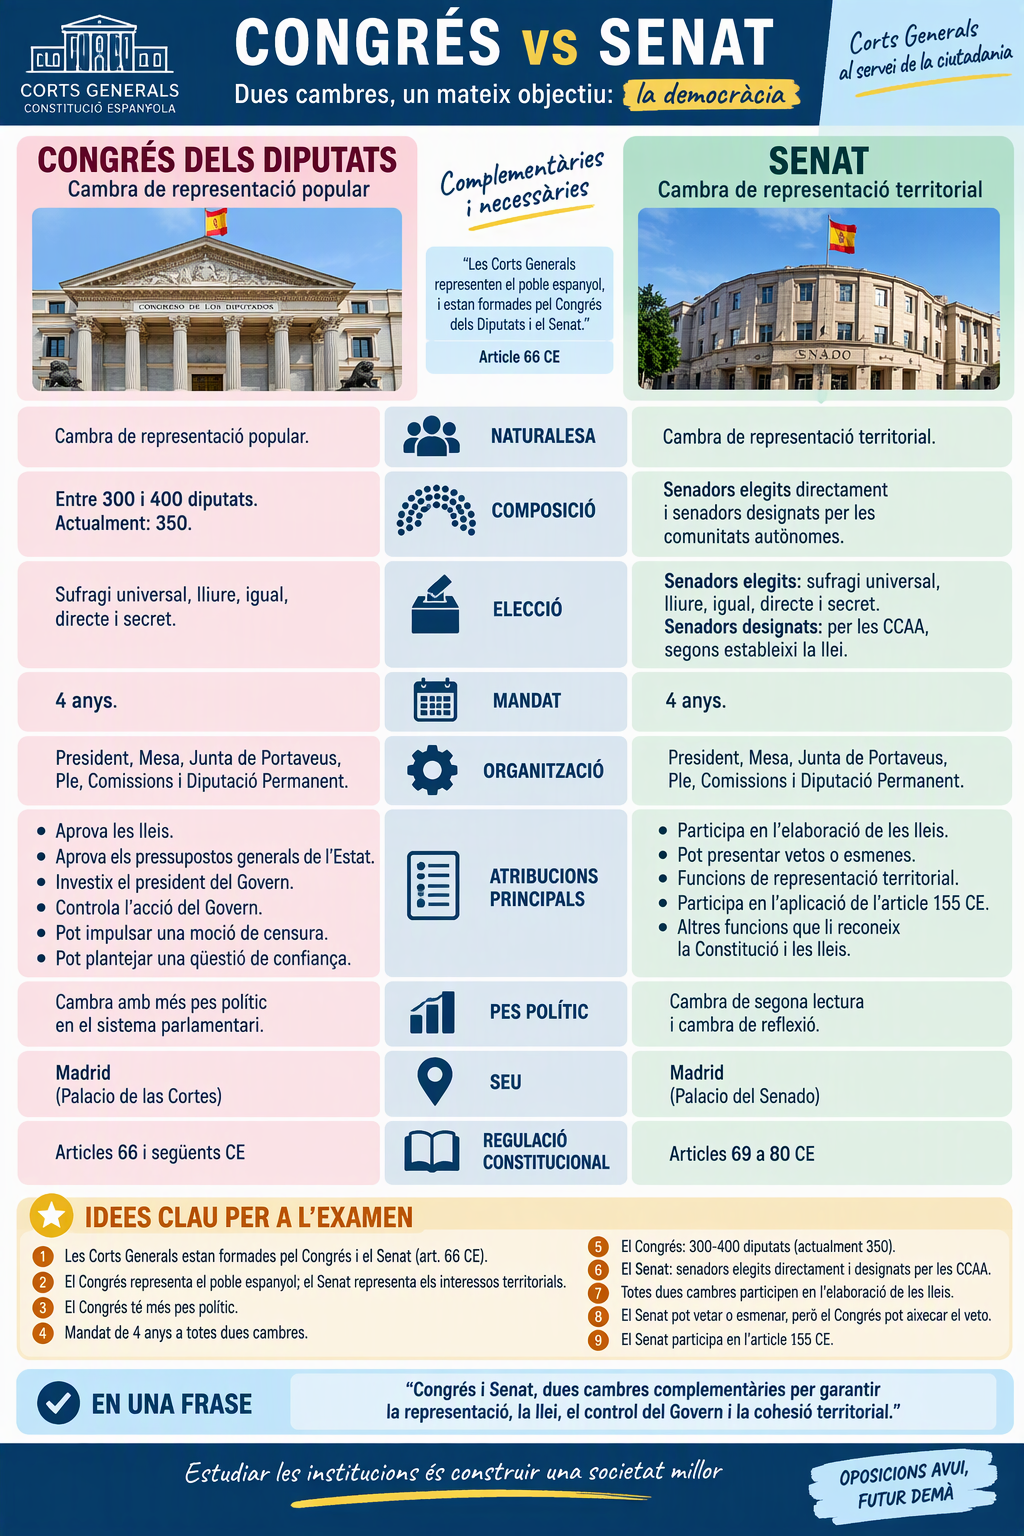 CORTS GENERALS
CONSTITUCIÓ ESPANYOLA
CONGRÉS vs SENAT
Dues cambres, un mateix objectiu: la democràcia
Corts Generals
al servei de la ciutadania
CONGRÉS DELS DIPUTATS
Cambra de representació popular
CONGRESO DE LOS DIPUTADOS
Complementàries
i necessàries
“Les Corts Generals
representen el poble espanyol,
i estan formades pel Congrés
dels Diputats i el Senat.”
Article 66 CE
SENAT
Cambra de representació territorial
SNADO
Cambra de representació popular.
NATURALESA
Cambra de representació territorial.
Entre 300 i 400 diputats.
Actualment: 350.
COMPOSICIÓ
Senadors elegits directament
i senadors designats per les
comunitats autònomes.
Sufragi universal, lliure, igual,
directe i secret.
ELECCIÓ
Senadors elegits: sufragi universal,
lliure, igual, directe i secret.
Senadors designats: per les CCAA,
segons estableixi la llei.
4 anys.
MANDAT
4 anys.
President, Mesa, Junta de Portaveus,
Ple, Comissions i Diputació Permanent.
ORGANITZACIÓ
President, Mesa, Junta de Portaveus,
Ple, Comissions i Diputació Permanent.
• Aprova les lleis.
• Aprova els pressupostos generals de l’Estat.
• Investix el president del Govern.
• Controla l’acció del Govern.
• Pot impulsar una moció de censura.
• Pot plantejar una qüestió de confiança.
ATRIBUCIONS
PRINCIPALS
• Participa en l’elaboració de les lleis.
• Pot presentar vetos o esmenes.
• Funcions de representació territorial.
• Participa en l’aplicació de l’article 155 CE.
• Altres funcions que li reconeix
la Constitució i les lleis.
Cambra amb més pes polític
en el sistema parlamentari.
PES POLÍTIC
Cambra de segona lectura
i cambra de reflexió.
Madrid
(Palacio de las Cortes)
SEU
Madrid
(Palacio del Senado)
Articles 66 i següents CE
REGULACIÓ
CONSTITUCIONAL
Articles 69 a 80 CE
IDEES CLAU PER A L’EXAMEN
1 Les Corts Generals estan formades pel Congrés i el Senat (art. 66 CE).
2 El Congrés representa el poble espanyol; el Senat representa els interessos territorials.
3 El Congrés té més pes polític.
4 Mandat de 4 anys a totes dues cambres.
5 El Congrés: 300-400 diputats (actualment 350).
6 El Senat: senadors elegits directament i designats per les CCAA.
7 Totes dues cambres participen en l’elaboració de les lleis.
8 El Senat pot vetar o esmenar, però el Congrés pot aixecar el veto.
9 El Senat participa en l’article 155 CE.
EN UNA FRASE
“Congrés i Senat, dues cambres complementàries per garantir
la representació, la llei, el control del Govern i la cohesió territorial.”
Estudiar les institucions és construir una societat millor
OPOSICIONS AVUI,
FUTUR DEMÀ